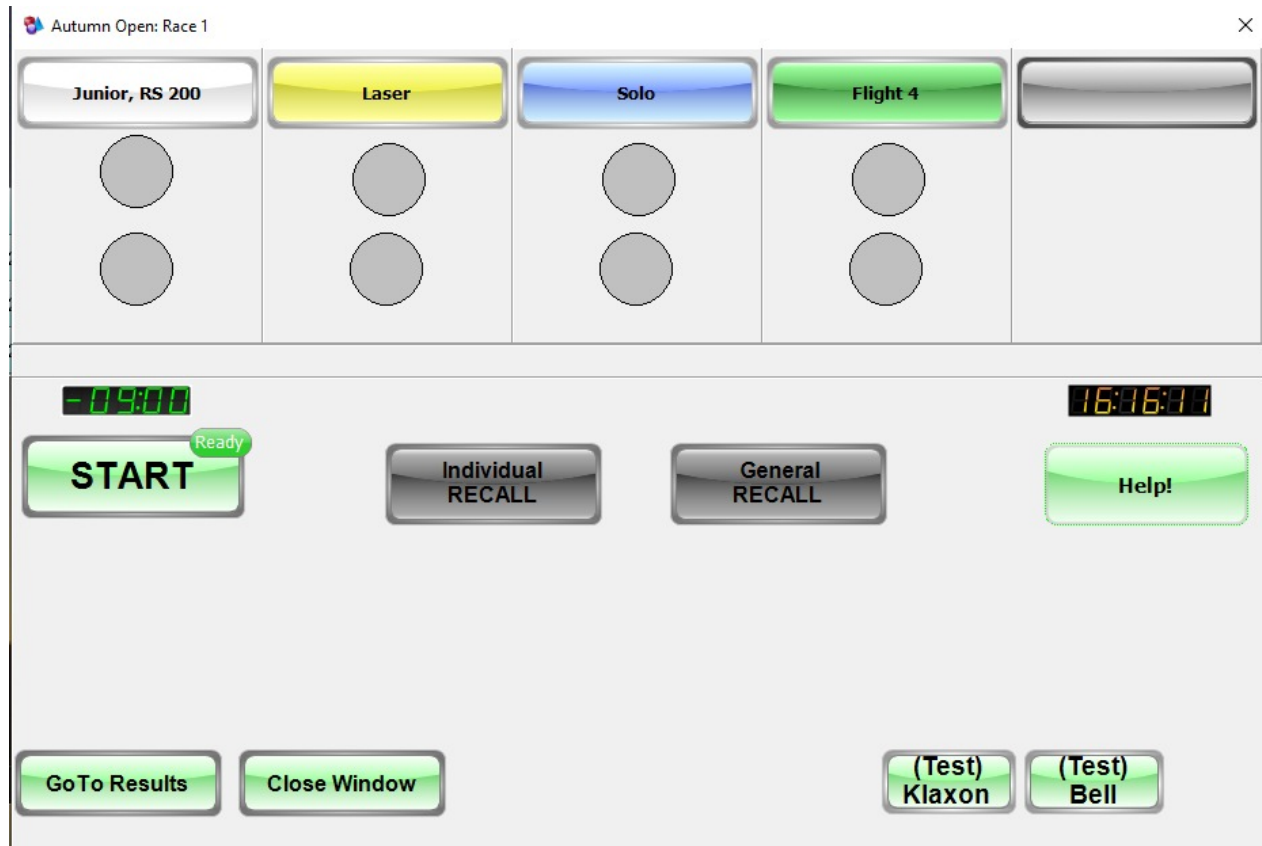 Autumn Open: Race 1
Junior, RS 200
Laser
Solo
Flight 4
-09:00
16:16:11
START
Ready
Individual
RECALL
General
RECALL
Help!
GoTo Results
Close Window
(Test)
Klaxon
(Test)
Bell